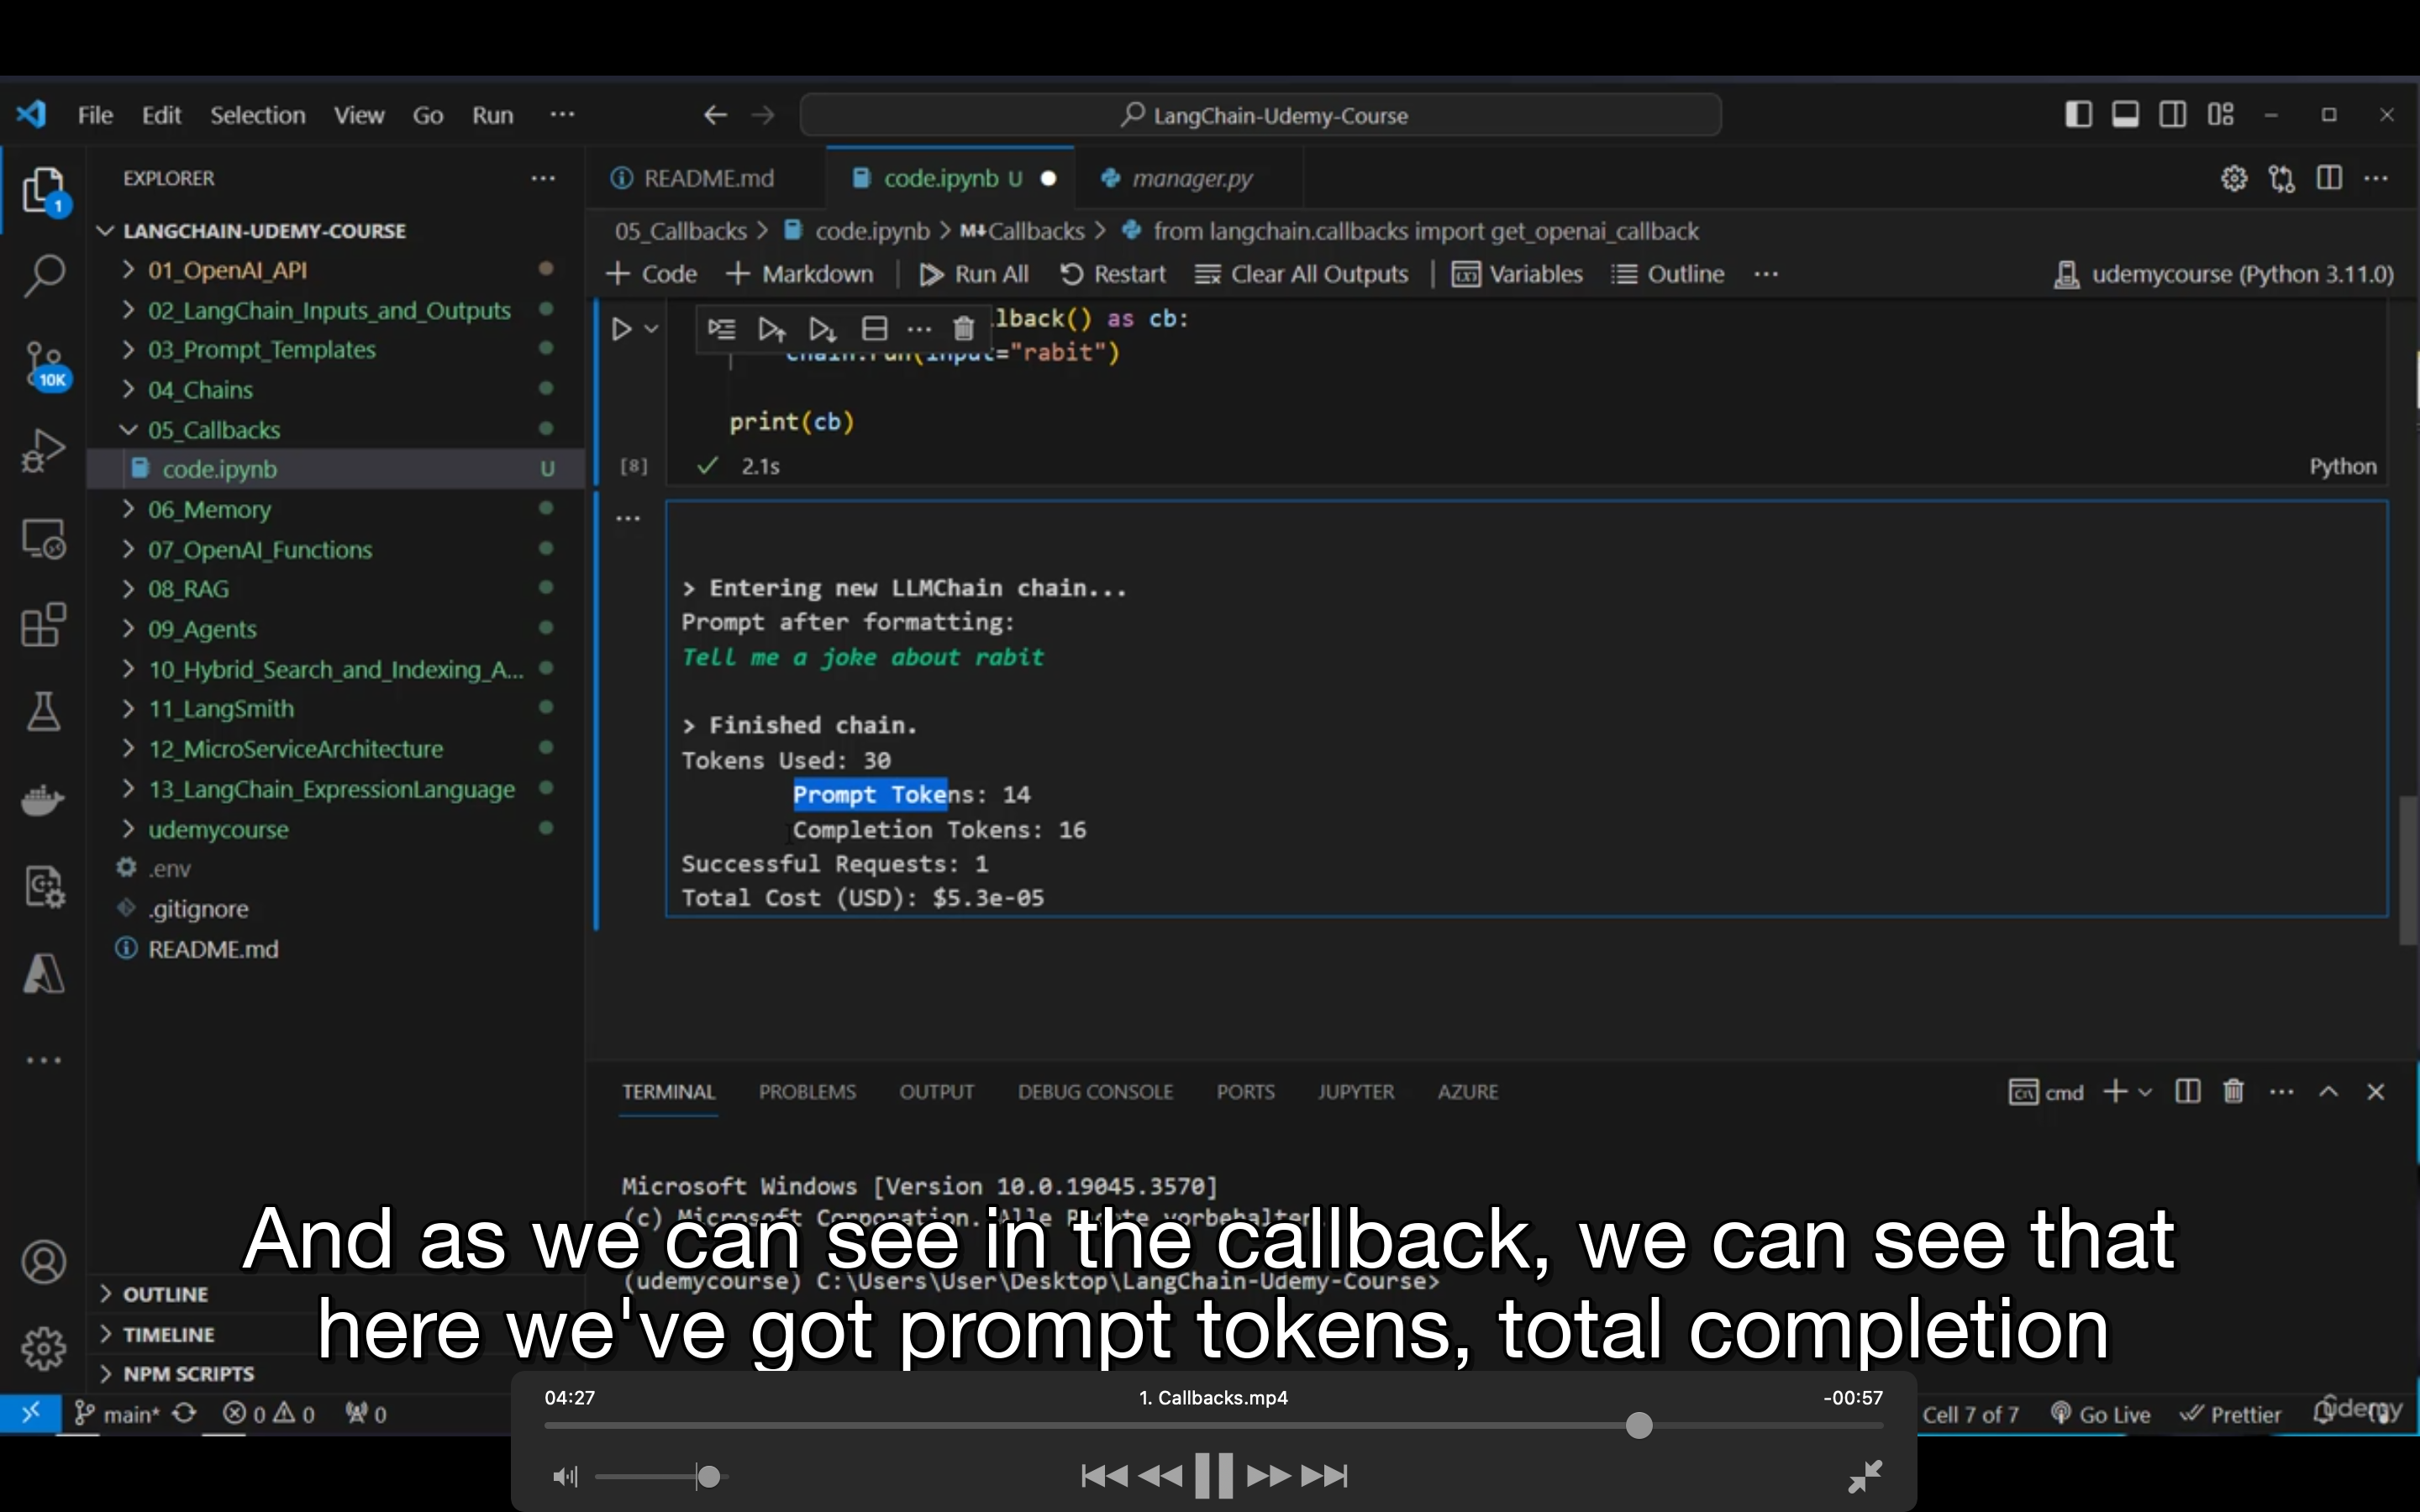 File Edit Selection View Go Run ...
LangChain-Udemy-Course
EXPLORER
1
10K
LANGCHAIN-UDEMY-COURSE
01_OpenAI_API
02_LangChain_Inputs_and_Outputs
03_Prompt_Templates
04_Chains
05_Callbacks
code.ipynb U
06_Memory
07_OpenAI_Functions
08_RAG
09_Agents
10_Hybrid_Search_and_Indexing_A...
11_LangSmith
12_MicroServiceArchitecture
13_LangChain_ExpressionLanguage
udemycourse
.env
.gitignore
README.md
OUTLINE
TIMELINE
NPM SCRIPTS
README.md code.ipynb U manager.py
05_Callbacks > code.ipynb > M↓Callbacks > from langchain.callbacks import get_openai_callback
+ Code + Markdown Run All Restart Clear All Outputs Variables Outline ... udemycourse (Python 3.11.0)
lback() as cb:
chain.run(input="rabit")
print(cb)
[8] 2.1s Python
> Entering new LLMChain chain...
Prompt after formatting:
Tell me a joke about rabit
> Finished chain.
Tokens Used: 30
Prompt Tokens: 14
Completion Tokens: 16
Successful Requests: 1
Total Cost (USD): $5.3e-05
TERMINAL PROBLEMS OUTPUT DEBUG CONSOLE PORTS JUPYTER AZURE cmd
Microsoft Windows [Version 10.0.19045.3570]
(c) Microsoft Corporation. Alle Rechte vorbehalten.
(udemycourse) C:\Users\User\Desktop\LangChain-Udemy-Course>
And as we can see in the callback, we can see that
here we've got prompt tokens, total completion
04:27 1. Callbacks.mp4 -00:57
main* 0 0 0 Cell 7 of 7 Go Live Prettier
udemy